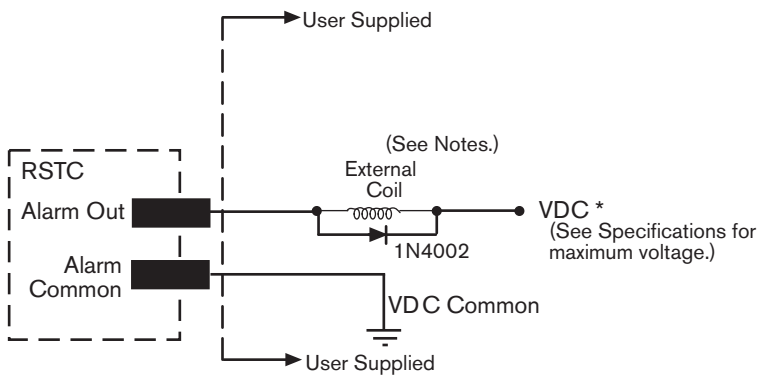 User Supplied
(See Notes.)
RSTC
External
Coil
Alarm Out
VDC *
(See Specifications for
maximum voltage.)
1N4002
Alarm
Common
VDC Common
User Supplied